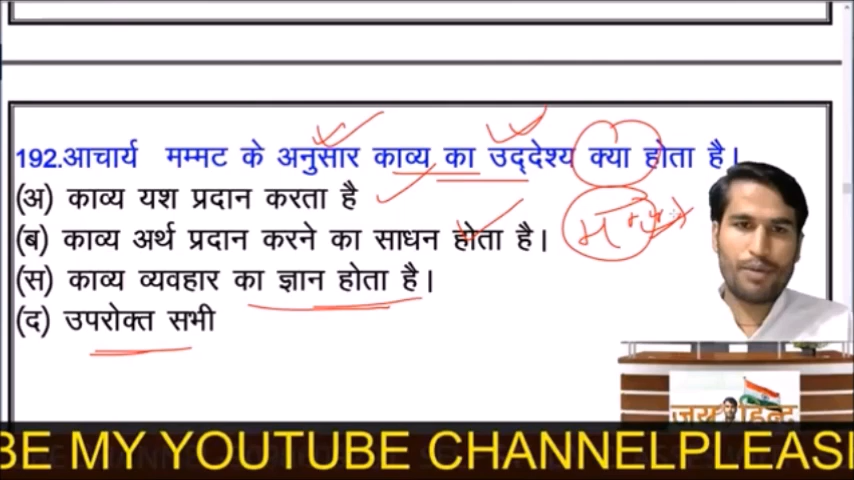 192.आचार्य मम्मट के अनुसार काव्य का उद्देश्य क्या होता है।
(अ) काव्य यश प्रदान करता है
(ब) काव्य अर्थ प्रदान करने का साधन होता है।
(स) काव्य व्यवहार का ज्ञान होता है।
(द) उपरोक्त सभी
जय हिन्द
BE MY YOUTUBE CHANNELPLEAS